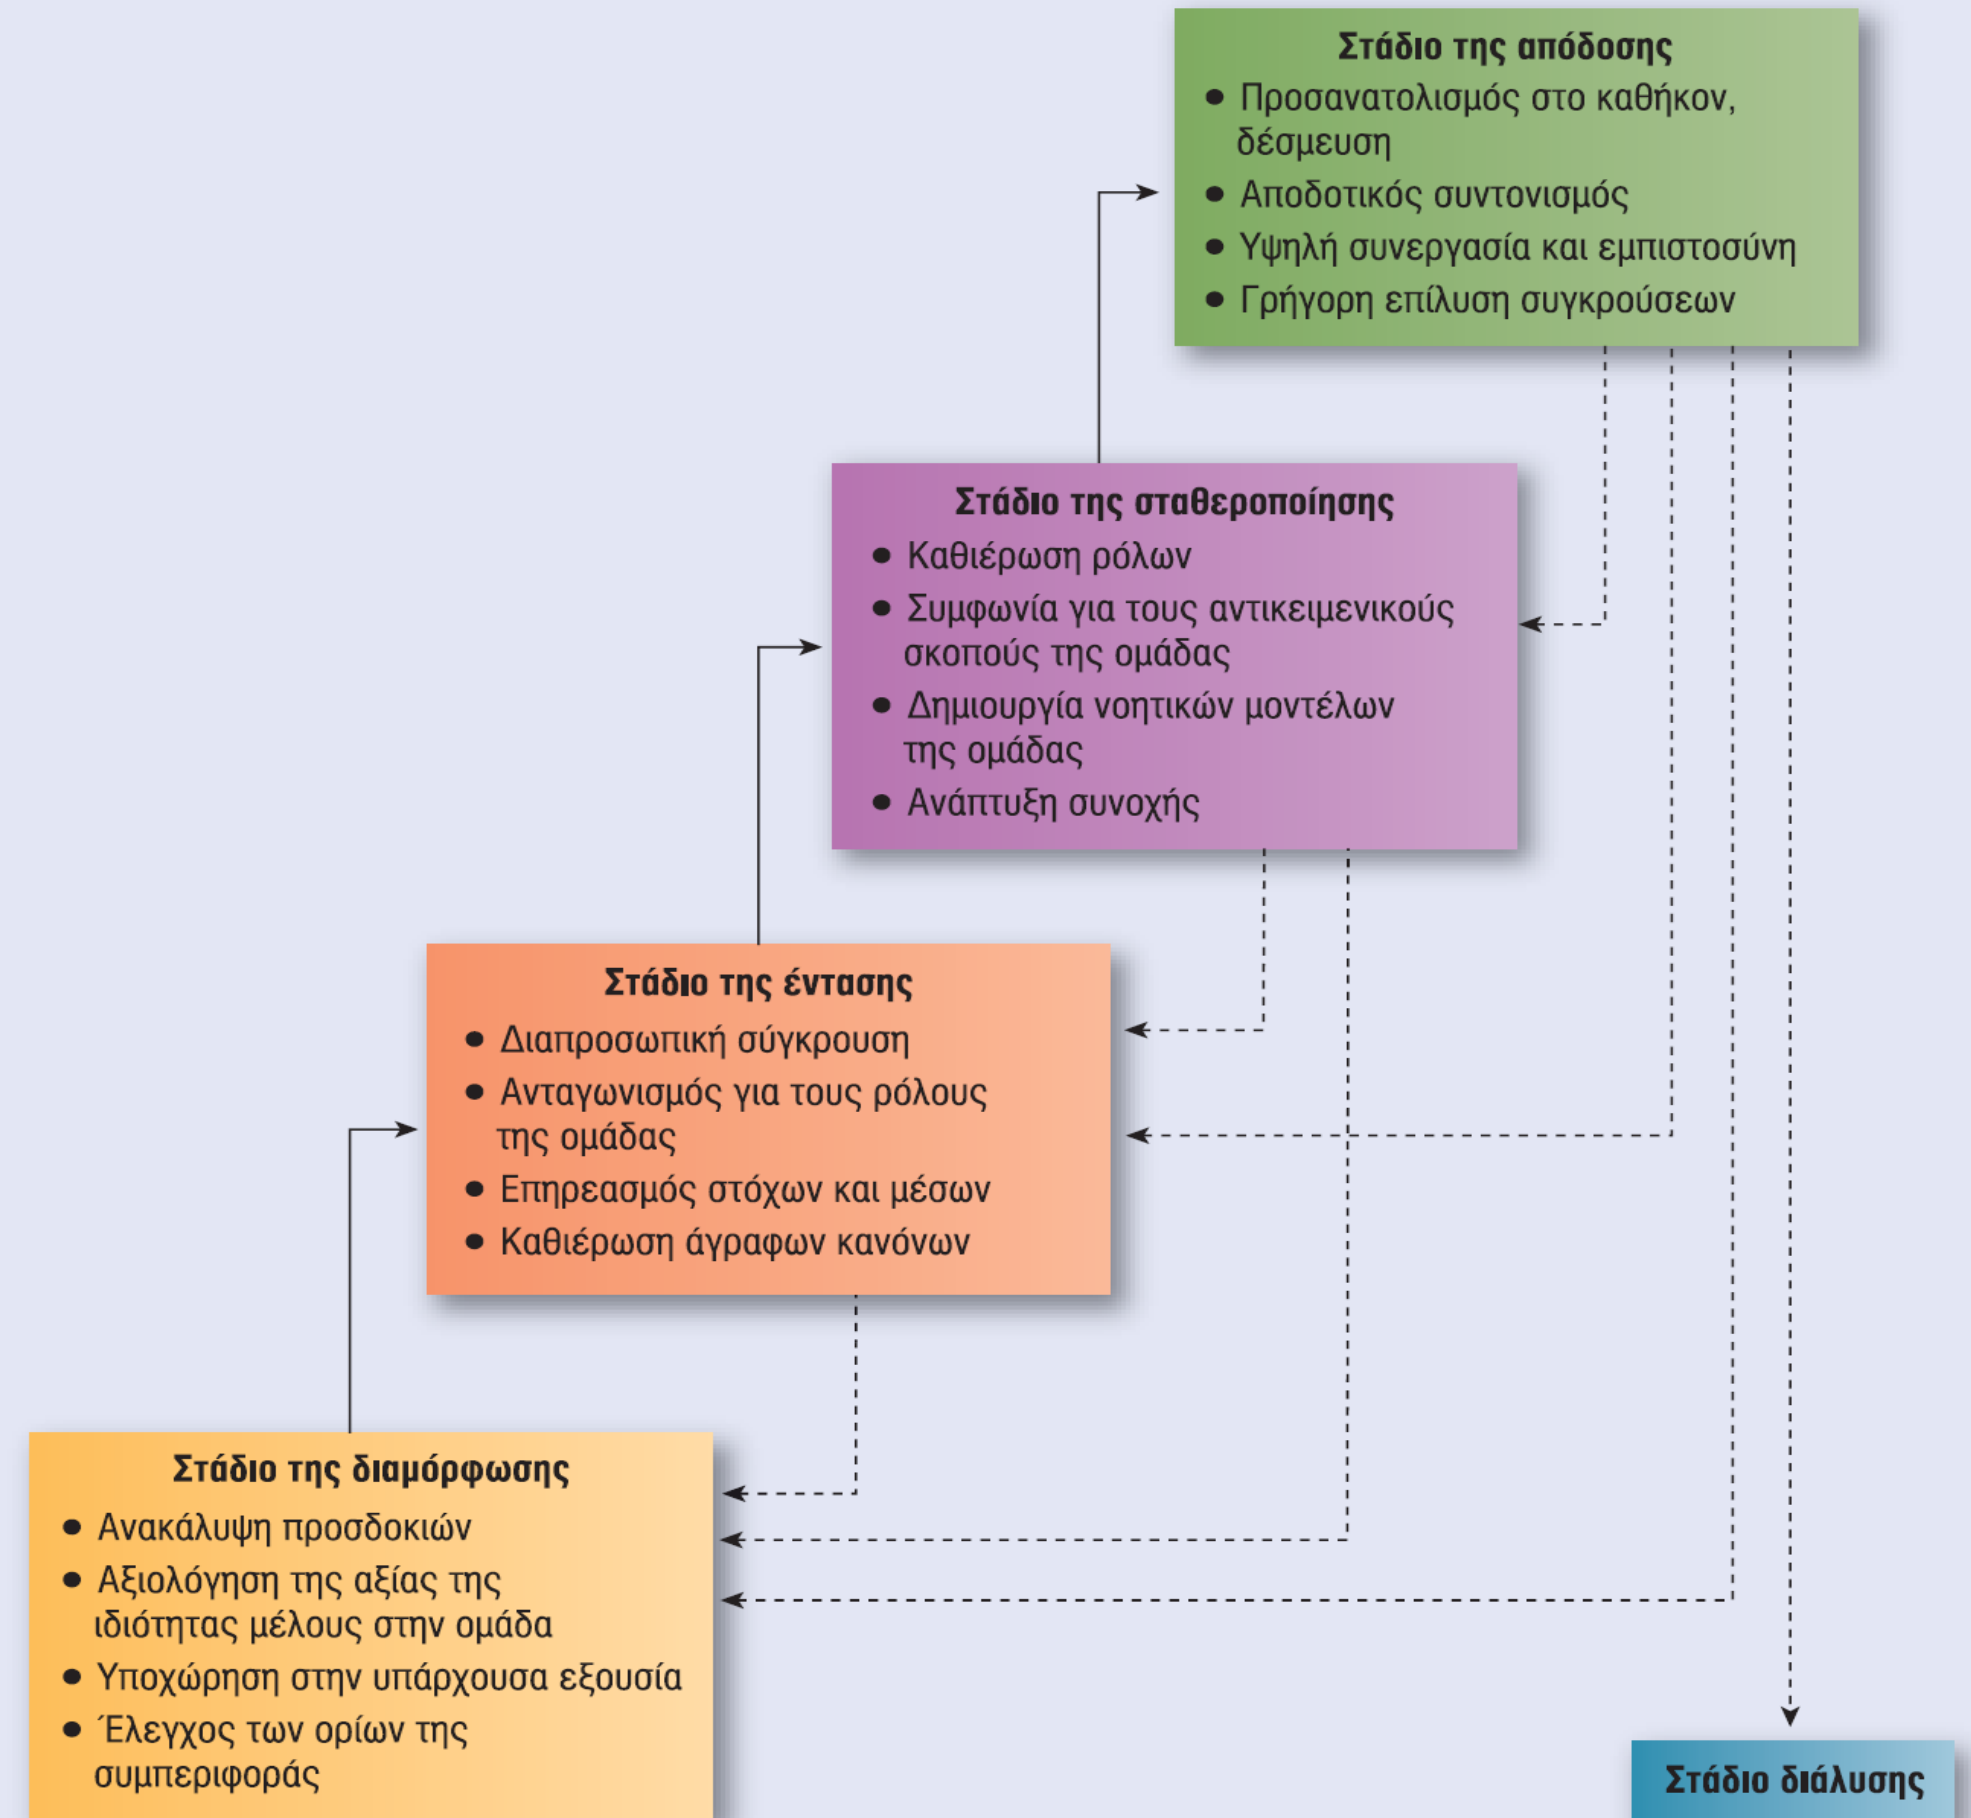 Στάδιο της απόδοσης
• Προσανατολισμός στο καθήκον,
δέσμευση
• Αποδοτικός συντονισμός
• Υψηλή συνεργασία και εμπιστοσύνη
• Γρήγορη επίλυση συγκρούσεων
Στάδιο της σταθεροποίησης
• Καθιέρωση ρόλων
• Συμφωνία για τους αντικειμενικούς
σκοπούς της ομάδας
• Δημιουργία νοητικών μοντέλων
της ομάδας
• Ανάπτυξη συνοχής
Στάδιο της έντασης
• Διαπροσωπική σύγκρουση
• Ανταγωνισμός για τους ρόλους
της ομάδας
• Επηρεασμός στόχων και μέσων
• Καθιέρωση άγραφων κανόνων
Στάδιο της διαμόρφωσης
• Ανακάλυψη προσδοκιών
• Αξιολόγηση της αξίας της
ιδιότητας μέλους στην ομάδα
• Υποχώρηση στην υπάρχουσα εξουσία
• Έλεγχος των ορίων της
συμπεριφοράς
Στάδιο διάλυσης